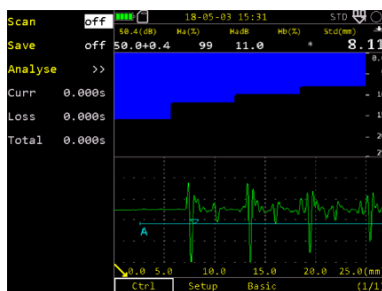 Scan off
18-05-03 15:31 STD
50.4(dB) Ha(%) HadB Hb(%) Std(mm)
Save off
50.0+0.4 99 11.0 * 8.11
Analyse >>
Curr 0.000s
Loss 0.000s
Total 0.000s
A
0.0 5.0 10.0 15.0 20.0 25.0(mm
Ctrl Setup Basic (1/1